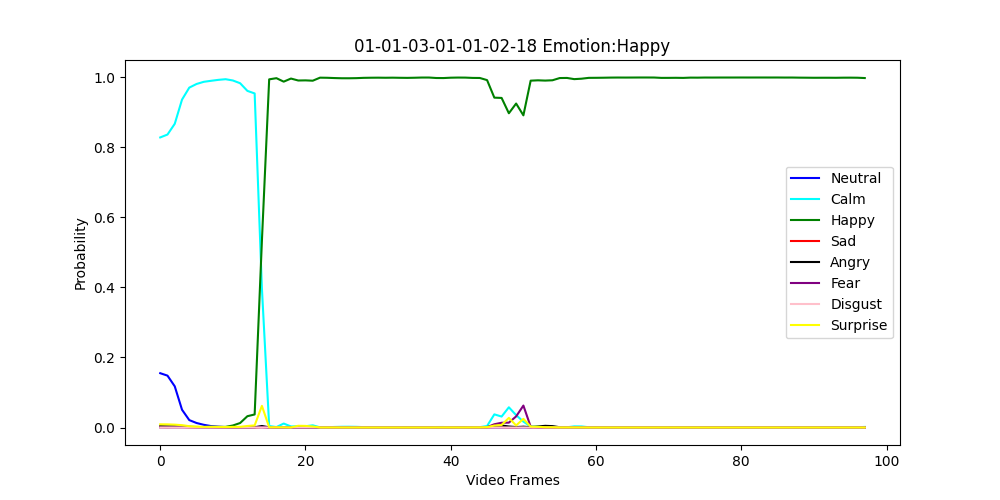 01-01-03-01-01-02-18 Emotion:Happy
Probability
1.0
0.8
0.6
0.4
0.2
0.0
0
20
40
60
80
100
Video Frames
Neutral
Calm
Happy
Sad
Angry
Fear
Disgust
Surprise